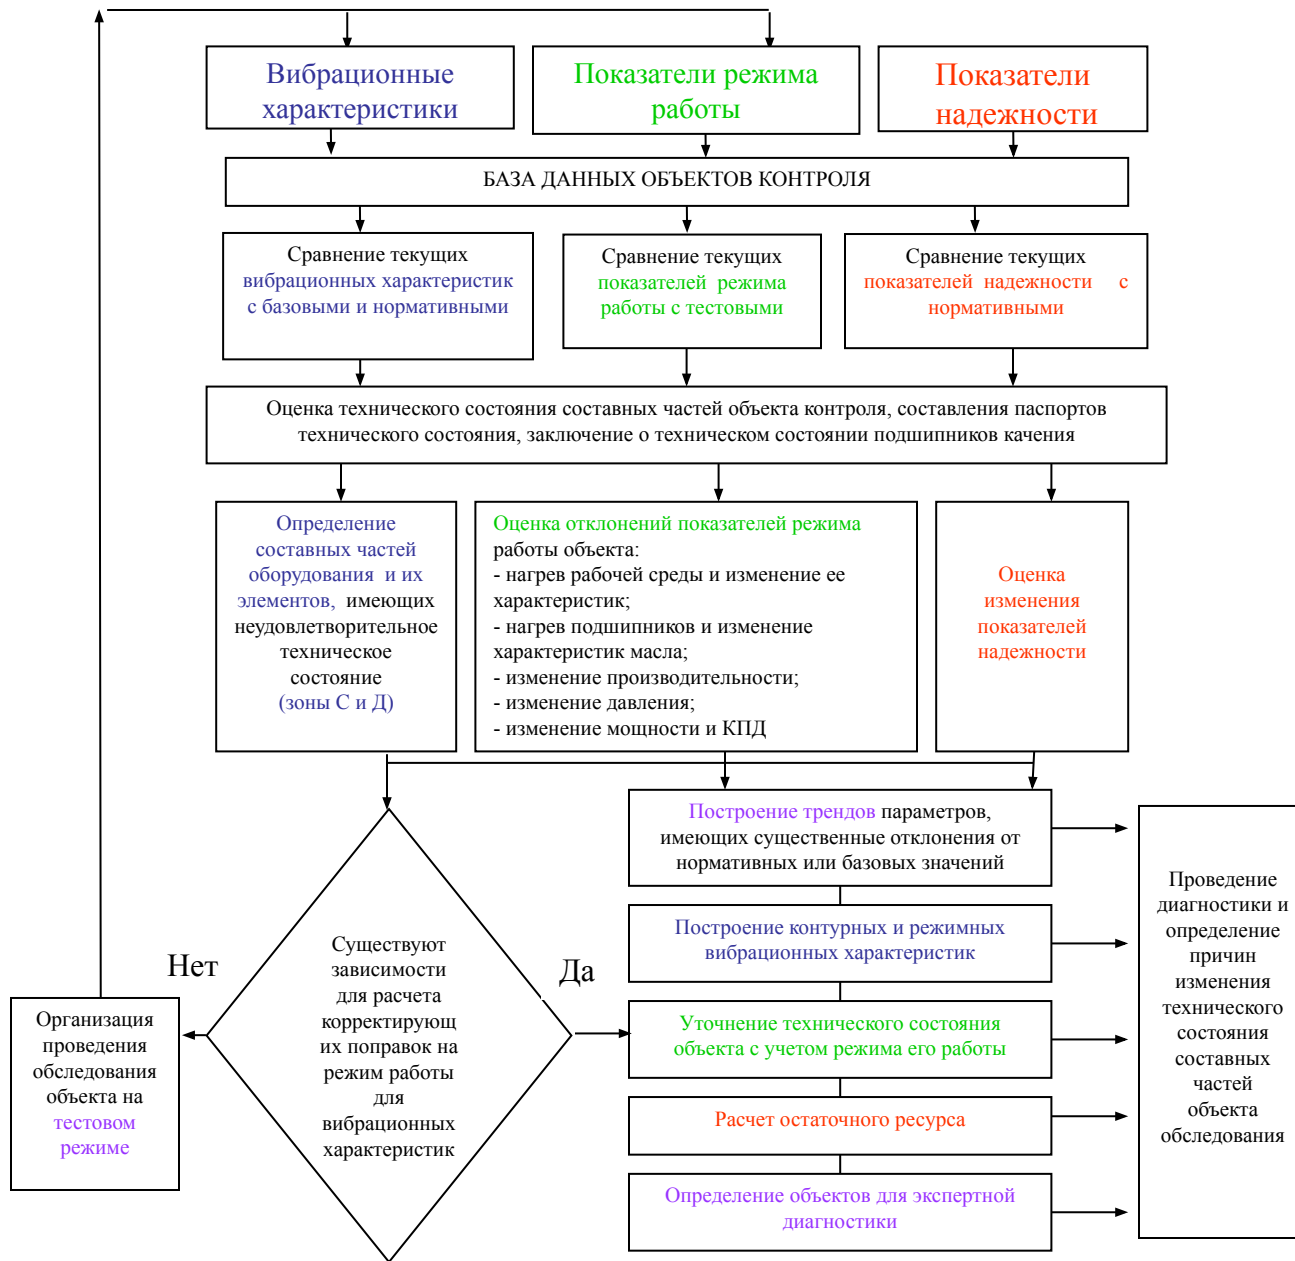 Вибрационные
характеристики
Показатели режима
работы
Показатели
надежности
БАЗА ДАННЫХ ОБЪЕКТОВ КОНТРОЛЯ
Сравнение текущих
вибрационных характеристик
с базовыми и нормативными
Сравнение текущих
показателей режима
работы с тестовыми
Сравнение текущих
показателей надежности с
нормативными
Оценка технического состояния составных частей объекта контроля, составления паспортов
технического состояния, заключение о техническом состоянии подшипников качения
Определение
составных частей
оборудования и их
элементов, имеющих
неудовлетворительное
техническое
состояние
(зоны С и Д)
Оценка отклонений показателей режима
работы объекта:
- нагрев рабочей среды и изменение ее
характеристик;
- нагрев подшипников и изменение
характеристик масла;
- изменение производительности;
- изменение давления;
- изменение мощности и КПД
Оценка
изменения
показателей
надежности
Нет
Организация
проведения
обследования
объекта на
тестовом
режиме
Существуют
зависимости
для расчета
корректирующ
их поправок на
режим работы
для
вибрационных
характеристик
Да
Построение трендов параметров,
имеющих существенные отклонения от
нормативных или базовых значений
Построение контурных и режимных
вибрационных характеристик
Уточнение технического состояния
объекта с учетом режима его работы
Расчет остаточного ресурса
Определение объектов для экспертной
диагностики
Проведение
диагностики и
определение
причин
изменения
технического
состояния
составных
частей
объекта
обследования